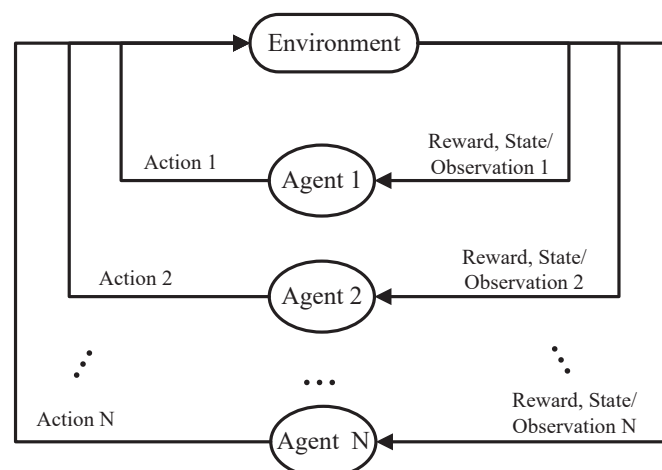 Environment
Reward, State/
Observation 1
Action 1
Agent 1
Reward, State/
Observation 2
Action 2
Agent 2
...
Reward, State/
Observation N
Action N
Agent N